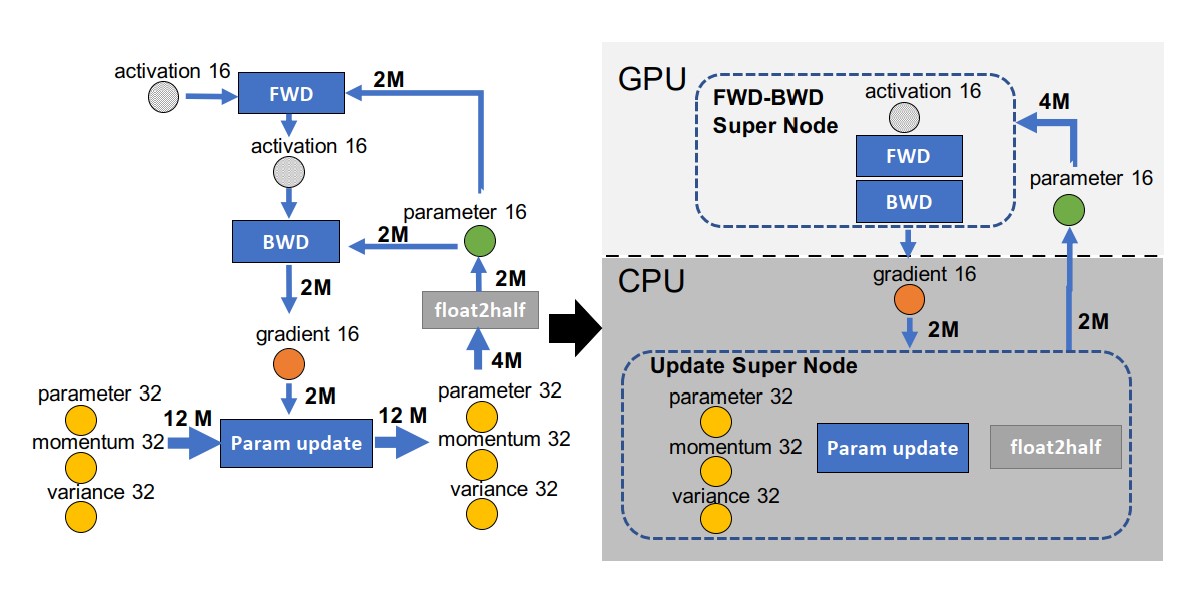 activation 16
FWD
2M
activation 16
parameter 16
BWD
2M
2M
2M
float2half
gradient 16
4M
2M
parameter 32
momentum 32
variance 32
12 M
Param update
12 M
parameter 32
momentum 32
variance 32
GPU
FWD-BWD
Super Node
activation 16
FWD
BWD
4M
parameter 16
CPU
gradient 16
2M
2M
Update Super Node
parameter 32
momentum 32
variance 32
Param update
float2half